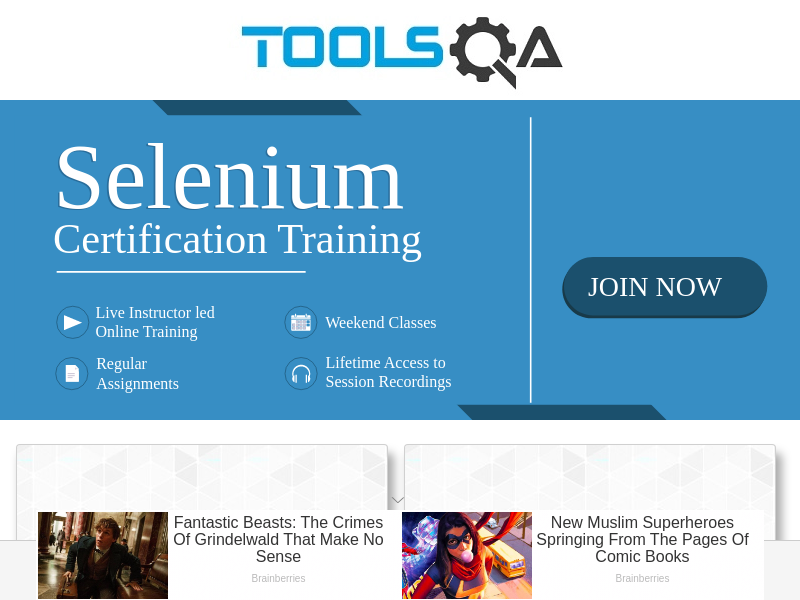 TOOLSQA
Selenium
Certification Training
JOIN NOW
Live Instructor led
Online Training
Weekend Classes
Regular
Assignments
Lifetime Access to
Session Recordings
Fantastic Beasts: The Crimes
Of Grindelwald That Make No
Sense
Brainberries
New Muslim Superheroes
Springing From The Pages Of
Comic Books
Brainberries